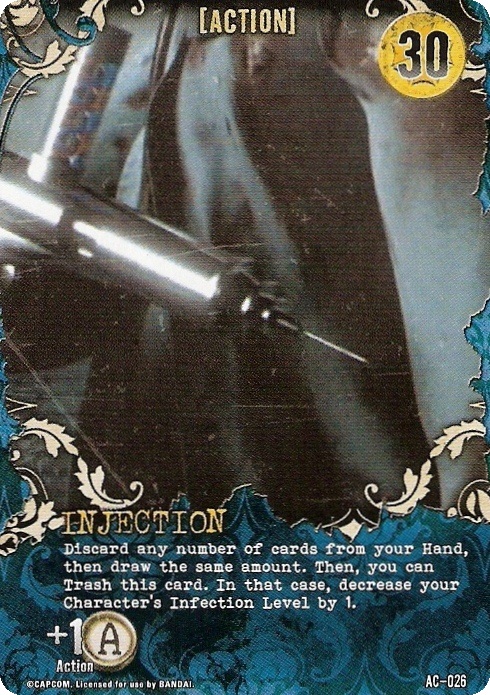 [ACTION]
30
INJECTION
Discard any number of cards from your Hand,
then draw the same amount. Then, you can
Trash this card. In that case, decrease your
Character's Infection Level by 1.
+1 A
Action
©CAPCOM. Licensed for use by BANDAI.
AC-026